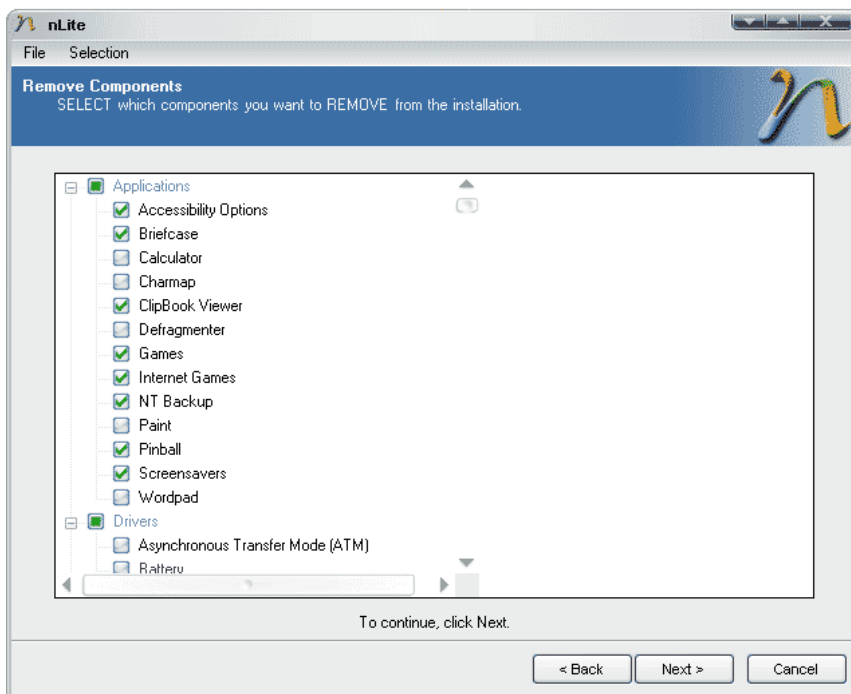 nLite
File Selection
Remove Components
SELECT which components you want to REMOVE from the installation.
Applications
Accessibility Options
Briefcase
Calculator
Charmap
ClipBook Viewer
Defragmenter
Games
Internet Games
NT Backup
Paint
Pinball
Screensavers
Wordpad
Drivers
Asynchronous Transfer Mode (ATM)
Battery
To continue, click Next.
< Back Next > Cancel